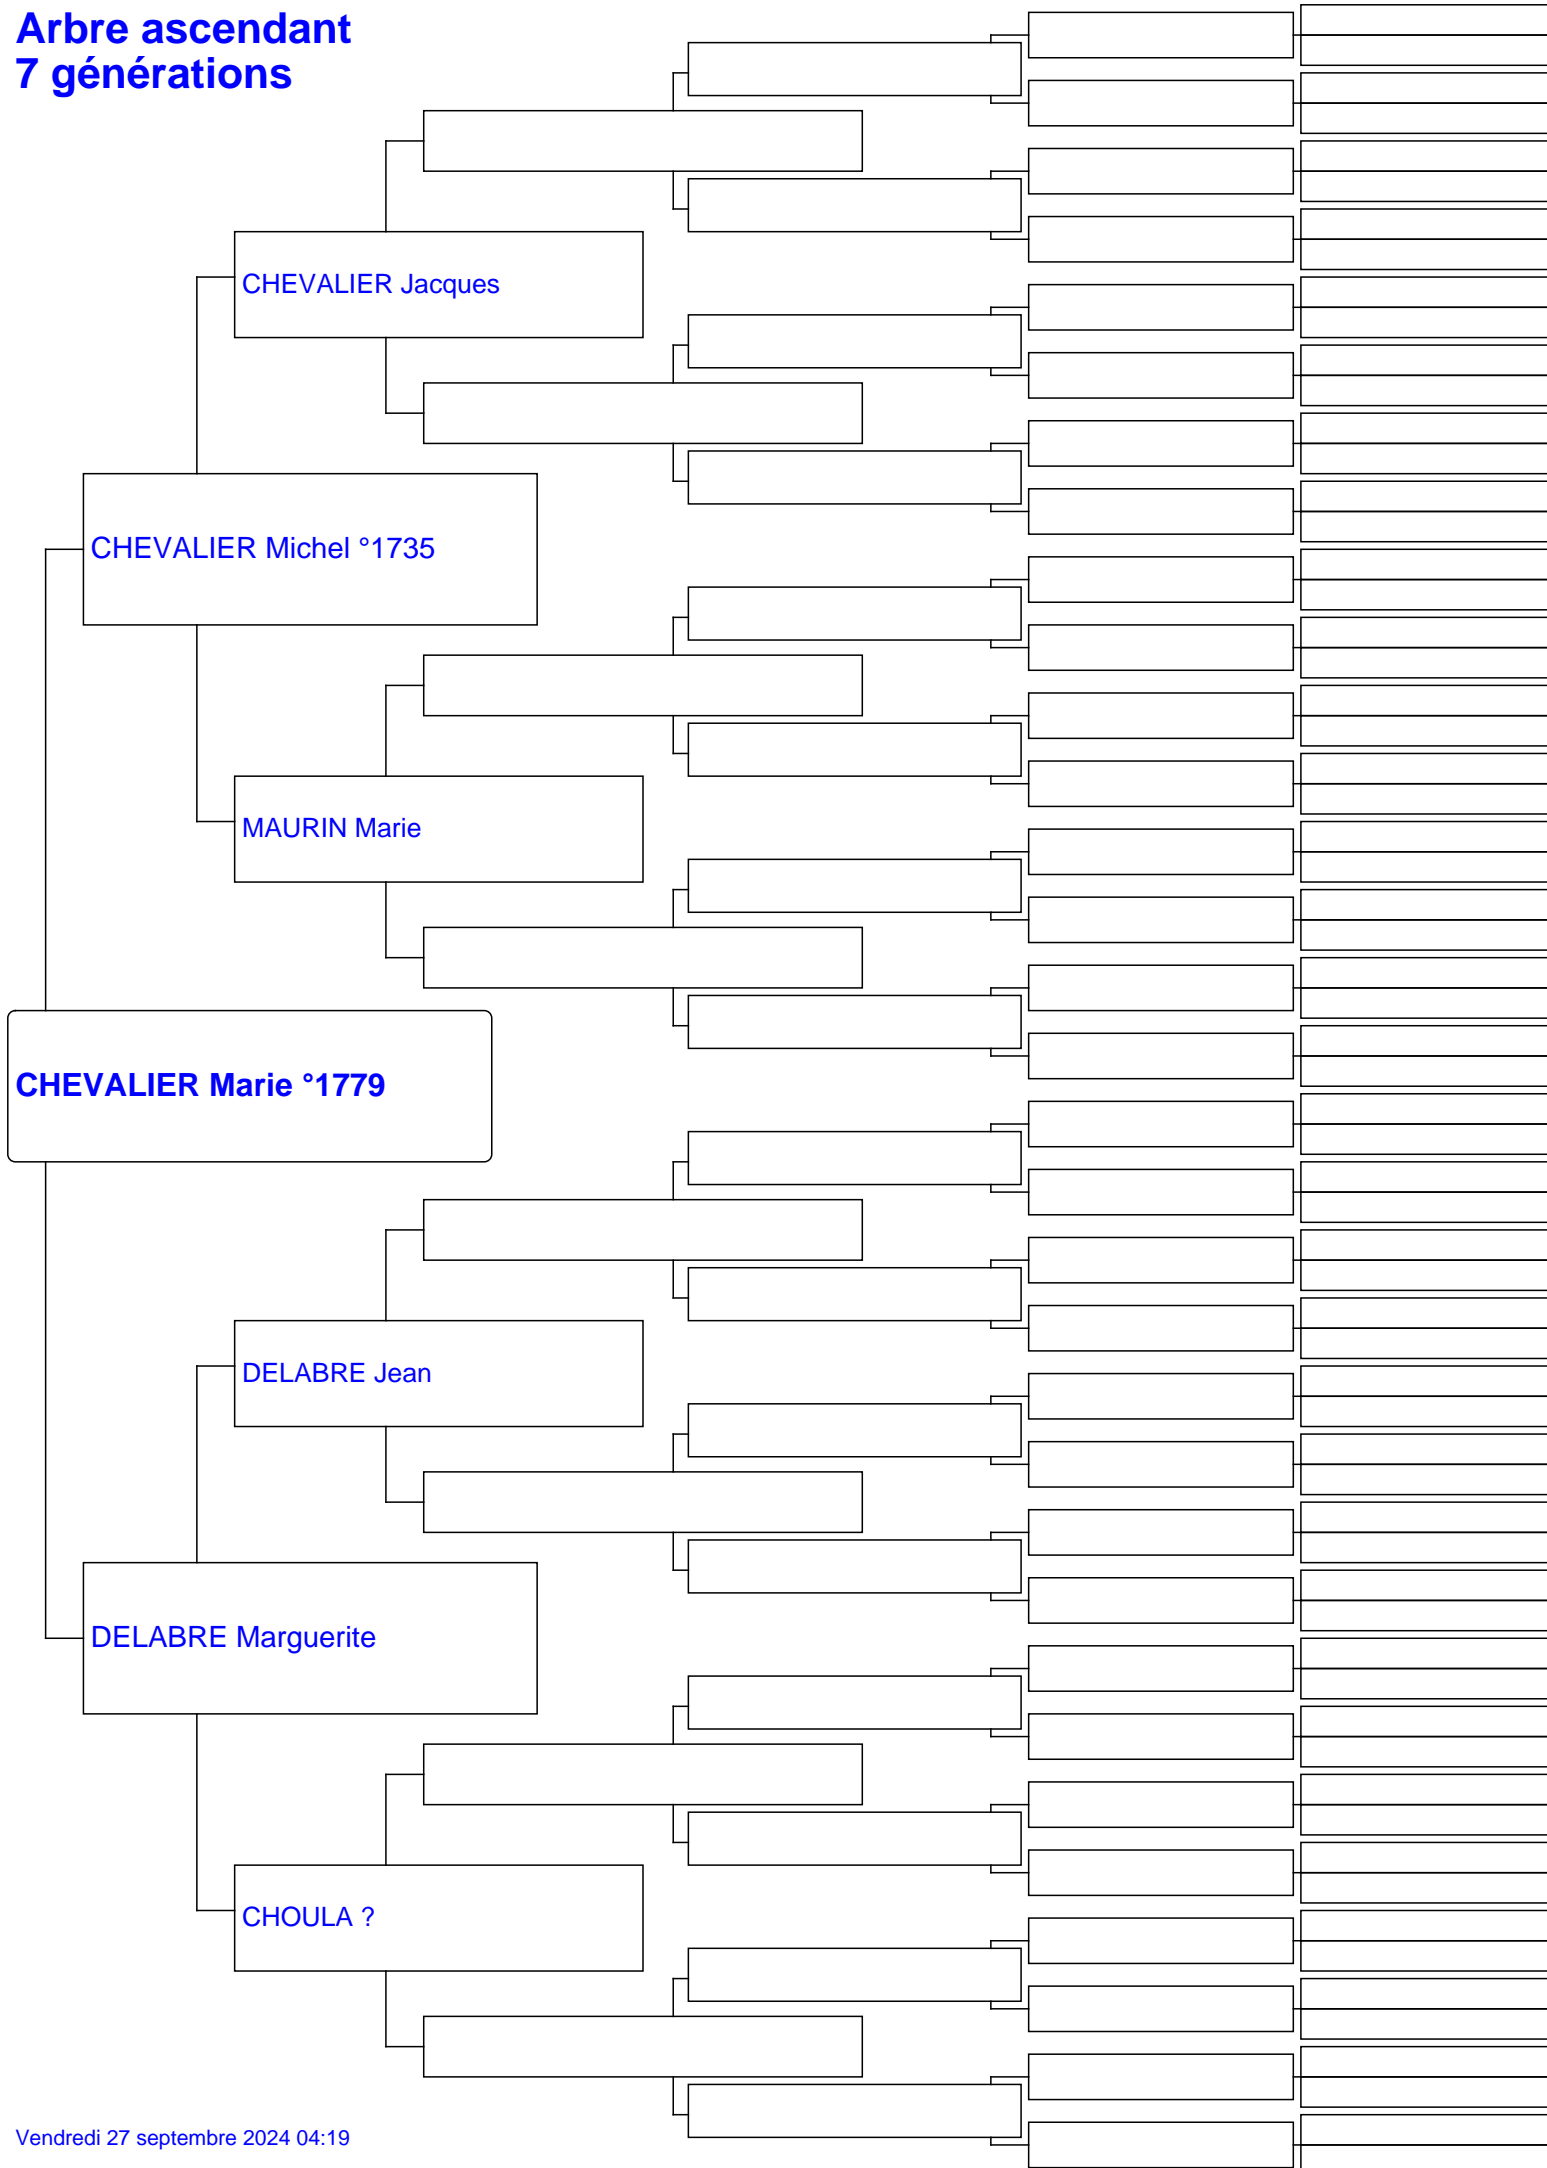 Arbre ascendant
7 générations
CHEVALIER Jacques
CHEVALIER Michel °1735
MAURIN Marie
CHEVALIER Marie °1779
DELABRE Jean
DELABRE Marguerite
CHOULA ?
Vendredi 27 septembre 2024 04:19